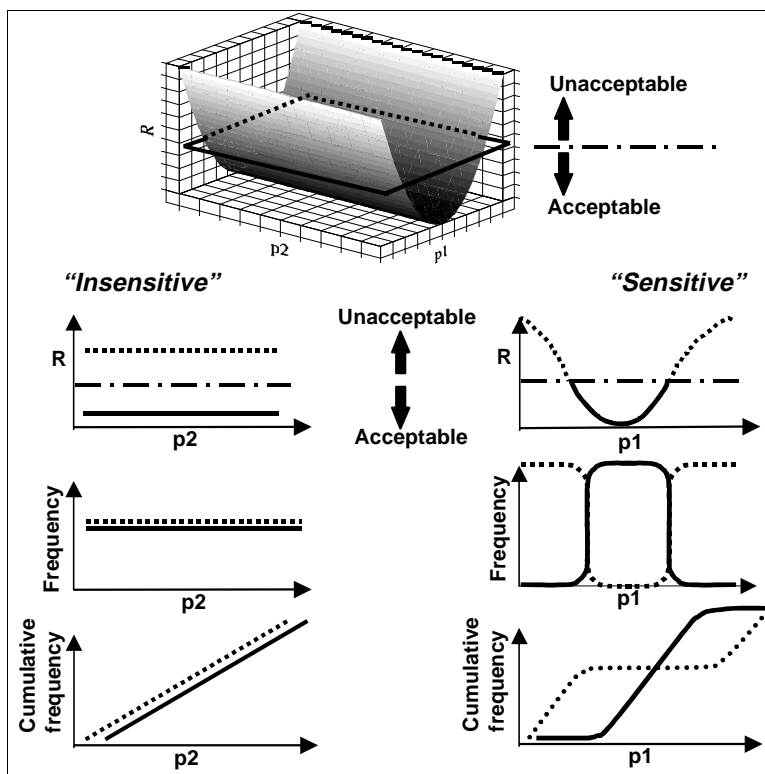 Unacceptable
R
Acceptable
p2
p1
“Insensitive”
“Sensitive”
Unacceptable
R
R
Acceptable
p2
p1
Frequency
Frequency
p2
p1
Cumulative
frequency
Cumulative
frequency
p2
p1